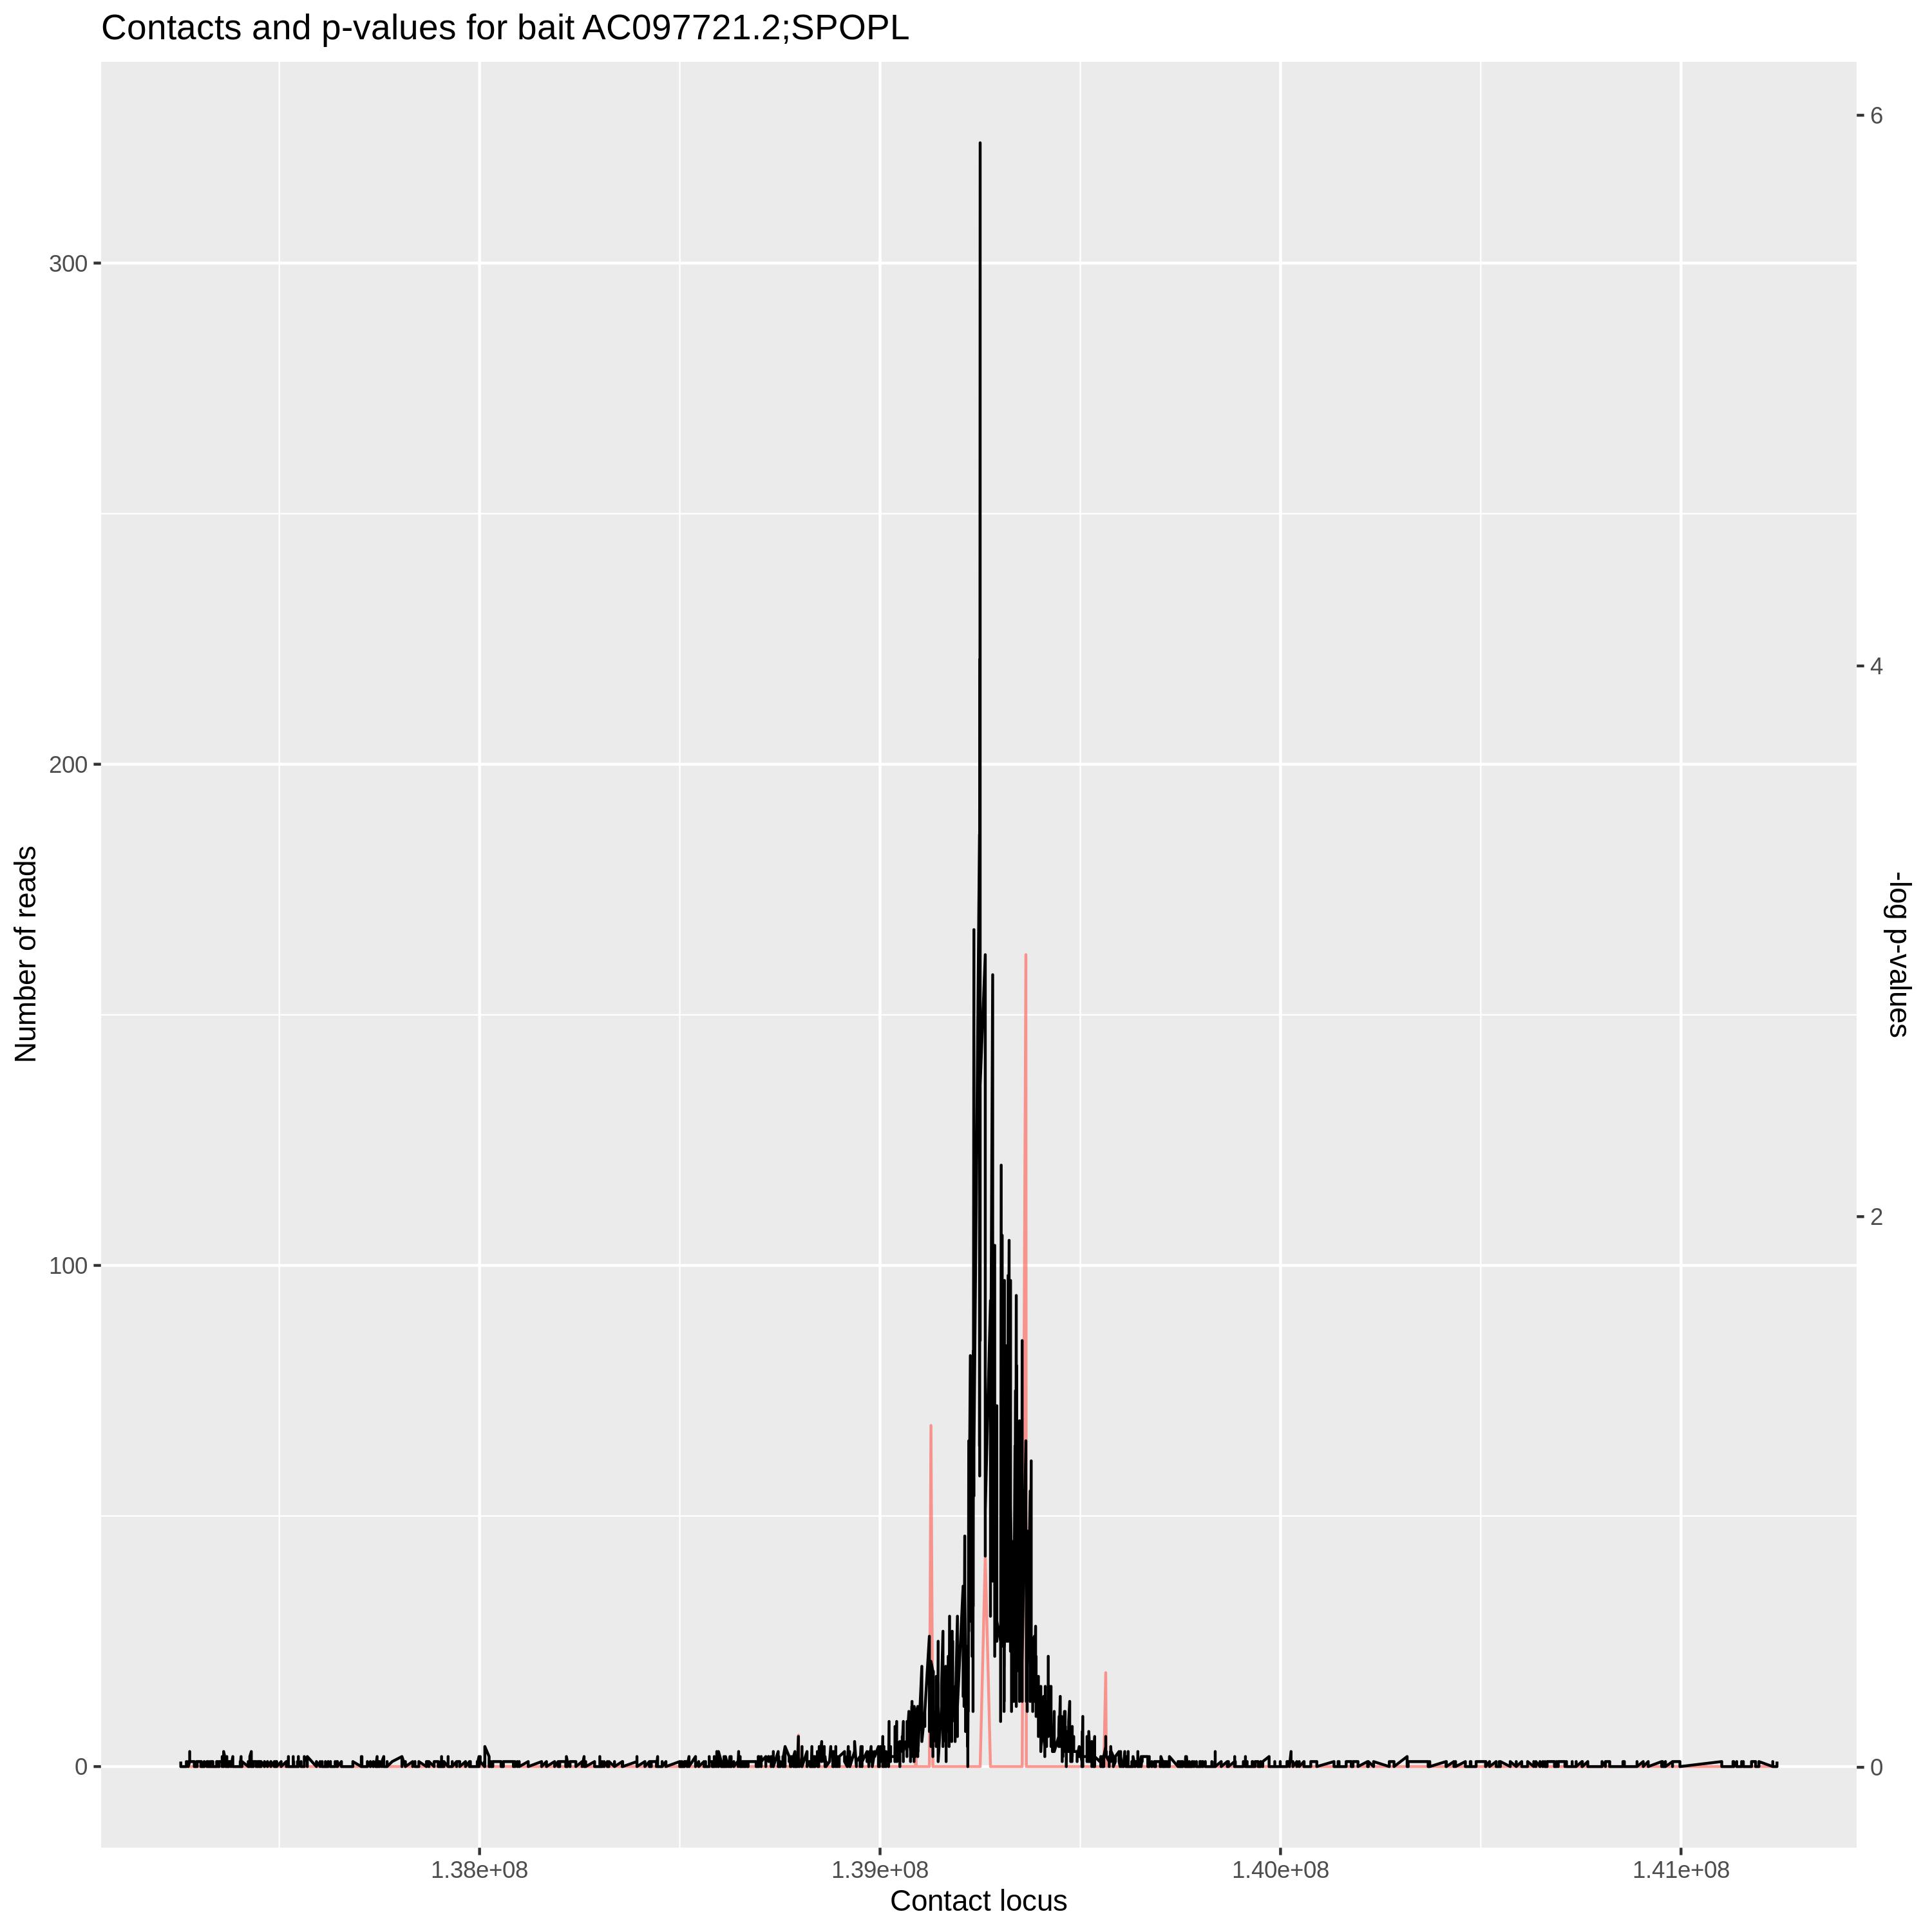 Contacts and p-values for bait AC097721.2;SPOPL
300
200
100
0
Number of reads
6
4
2
0
-log p-values
1.38e+08
1.39e+08
1.40e+08
1.41e+08
Contact locus